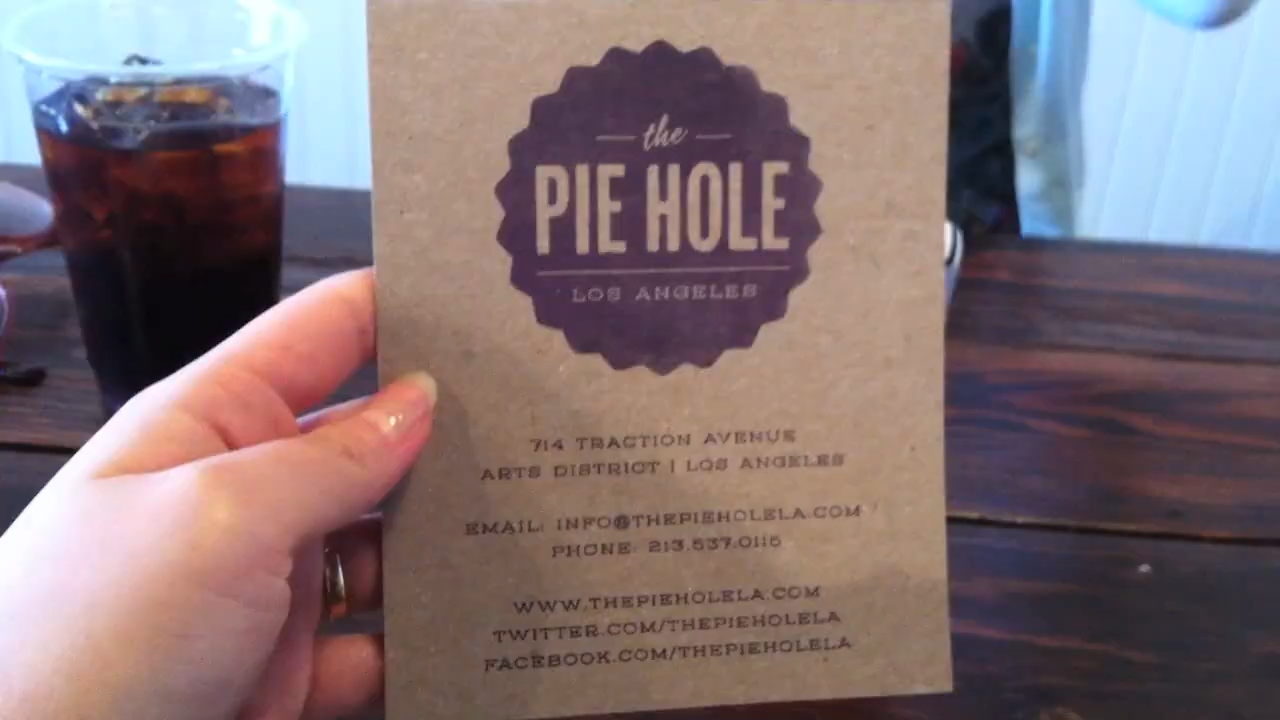 the
PIE HOLE
LOS ANGELES
714 TRACTION AVENUE
ARTS DISTRICT | LOS ANGELES
EMAIL: INFO@THEPIEHOLELA.COM
PHONE: 213.537.0115
WWW.THEPIEHOLELA.COM
TWITTER.COM/THEPIEHOLELA
FACEBOOK.COM/THEPIEHOLELA